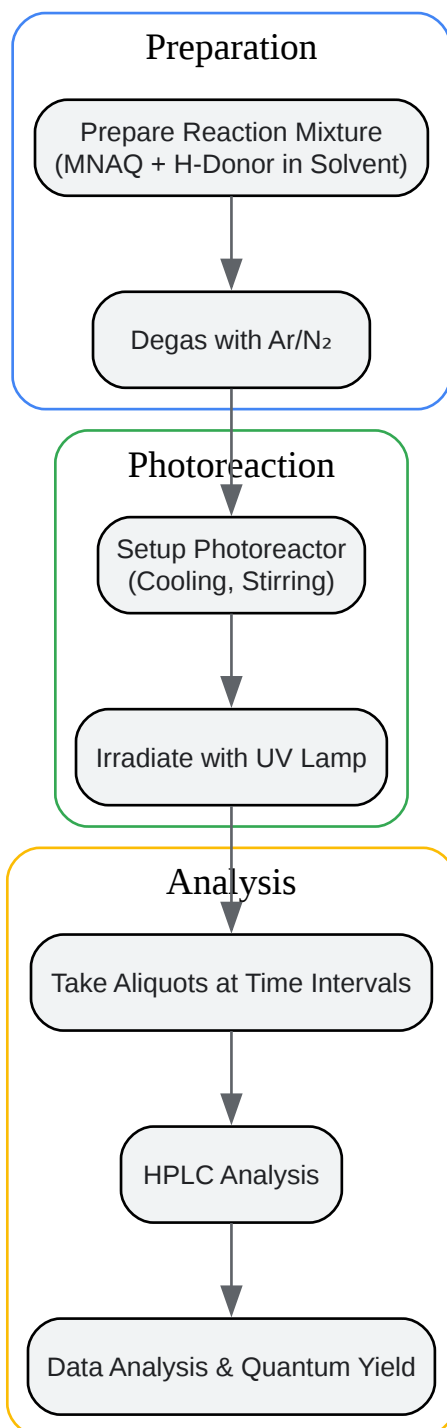 Preparation
Prepare Reaction Mixture
(MNAQ + H-Donor in Solvent)
Degas with Ar/N₂
Photoreaction
Setup Photoreactor
(Cooling, Stirring)
Irradiate with UV Lamp
Analysis
Take Aliquots at Time Intervals
HPLC Analysis
Data Analysis & Quantum Yield